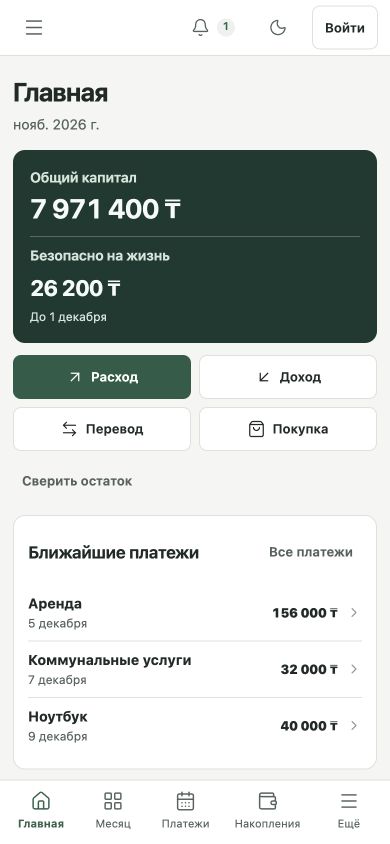 1
Войти
Главная
нояб. 2026 г.
Общий капитал
7 971 400 ₸
Безопасно на жизнь
26 200 ₸
До 1 декабря
Расход
Доход
Перевод
Покупка
Сверить остаток
Ближайшие платежи
Все платежи
Аренда
5 декабря
156 000 ₸
Коммунальные услуги
7 декабря
32 000 ₸
Ноутбук
9 декабря
40 000 ₸
Главная
Месяц
Платежи
Накопления
Ещё